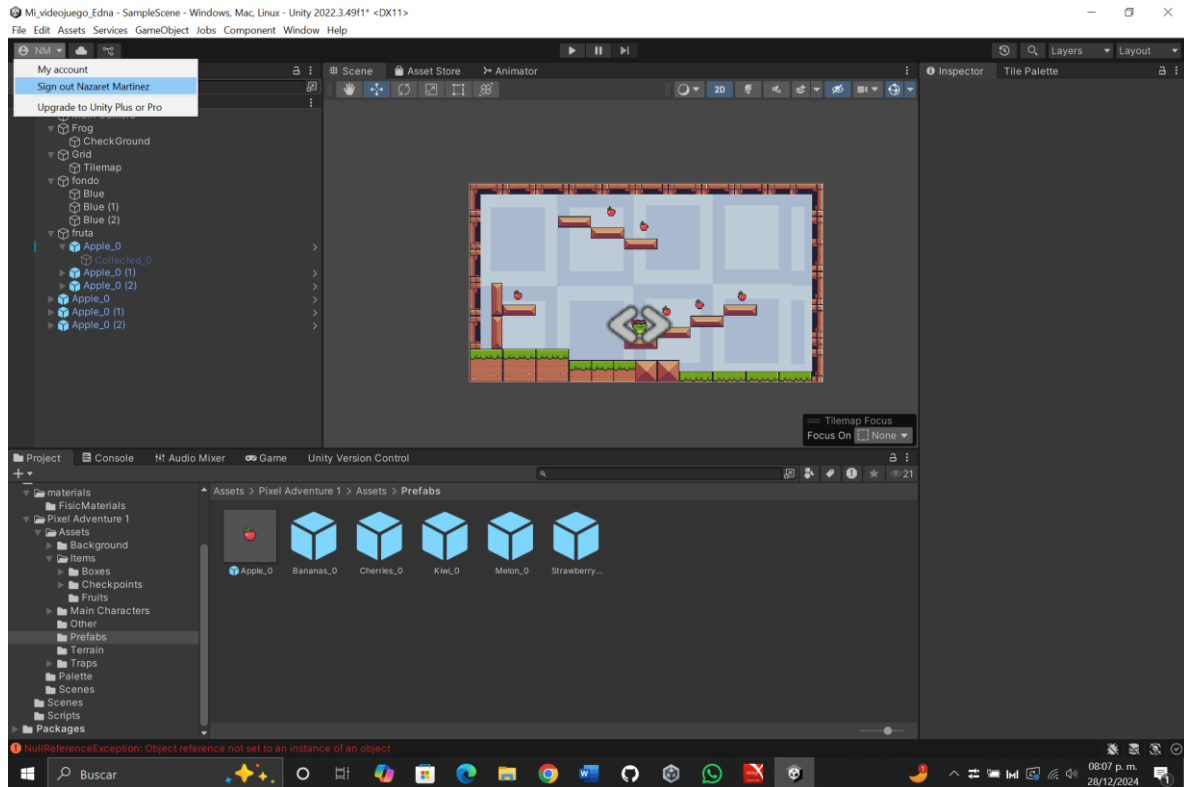 Mi_videojuego_Edna - SampleScene - Windows, Mac, Linux - Unity 2022.3.49f1* <DX11>
File Edit Assets Services GameObject Jobs Component Window Help
NM
Layers Layout
My account
Sign out Nazaret Martinez
Upgrade to Unity Plus or Pro
Scene Asset Store Animator
Inspector Tile Palette
2D
Frog
CheckGround
Grid
Tilemap
fondo
Blue
Blue (1)
Blue (2)
fruta
Apple_0
Collected_0
Apple_0 (1)
Apple_0 (2)
Apple_0
Apple_0 (1)
Apple_0 (2)
Tilemap Focus
Focus On None
Project Console Audio Mixer Game Unity Version Control
21
materials
FisicMaterials
Pixel Adventure 1
Assets
Background
Items
Boxes
Checkpoints
Fruits
Main Characters
Other
Prefabs
Terrain
Traps
Palette
Scenes
Scenes
Scripts
Packages
Assets > Pixel Adventure 1 > Assets > Prefabs
Apple_0 Bananas_0 Cherries_0 Kiwi_0 Melon_0 Strawberry...
NullReferenceException: Object reference not set to an instance of an object
Buscar
08:07 p. m.
28/12/2024
1